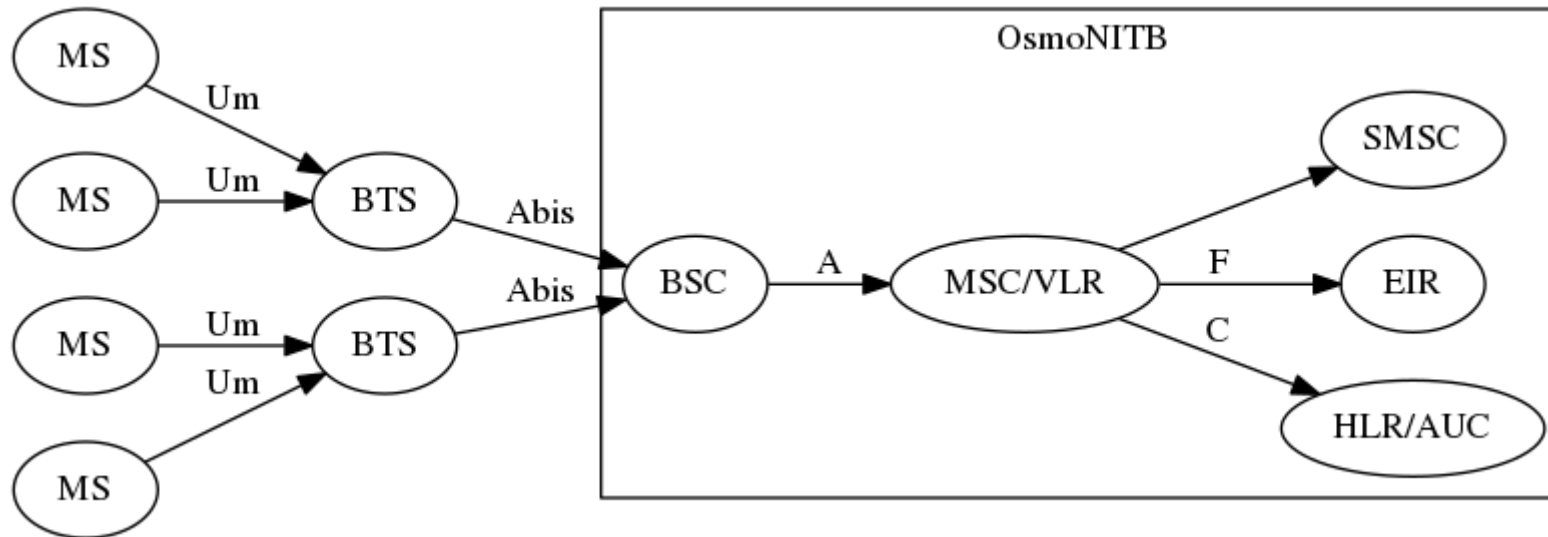 OsmoNITB
MS
Um
MS
Um
BTS
Abis
MS
Um
BTS
Abis
Um
MS
BSC
A
MSC/VLR
SMSC
F
EIR
C
HLR/AUC